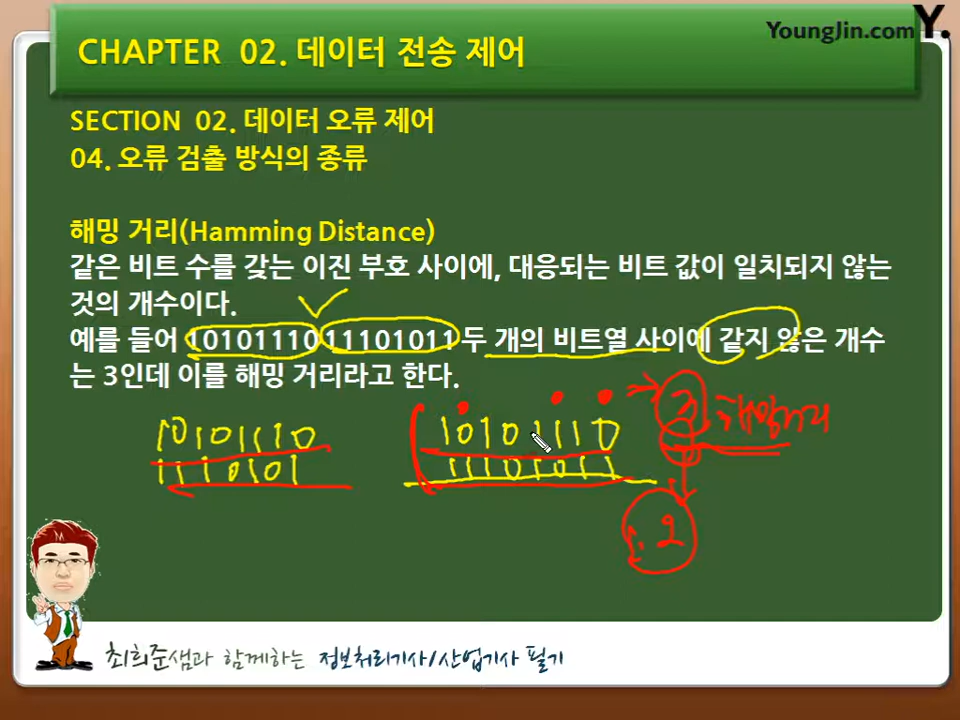 YoungJin.com Y.
CHAPTER 02. 데이터 전송 제어
SECTION 02. 데이터 오류 제어
04. 오류 검출 방식의 종류
해밍 거리(Hamming Distance)
같은 비트 수를 갖는 이진 부호 사이에, 대응되는 비트 값이 일치되지 않는
것의 개수이다.
예를 들어 10101110 11101011 두 개의 비트열 사이에 같지 않은 개수
는 3인데 이를 해밍 거리라고 한다.
10101110
1110101
10101110
11101011
3 해밍거리
1. 2
최희준샘과 함께하는 정보처리기사/산업기사 필기